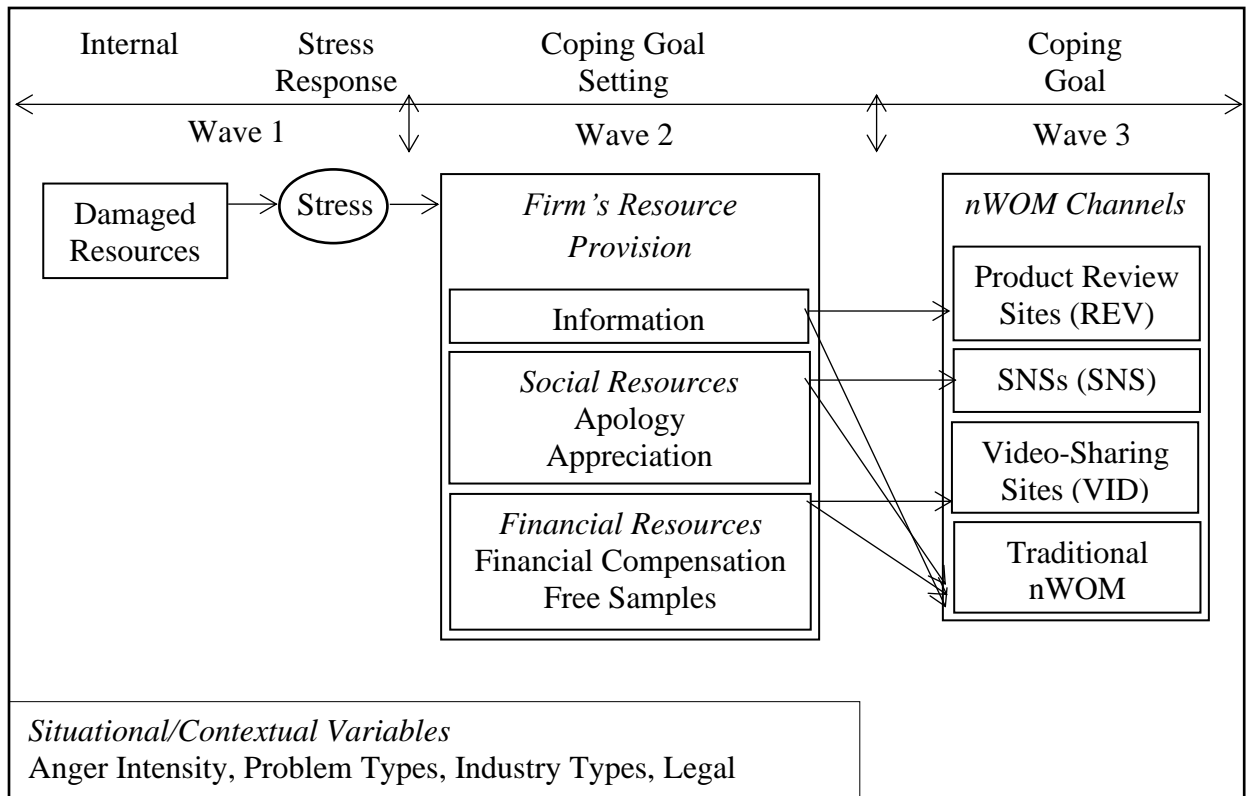 Internal
Stress
Response
Coping Goal
Setting
Coping
Goal
Wave 1
Wave 2
Wave 3
Damaged
Resources
Stress
Firm's Resource
Provision
Information
Social Resources
Apology
Appreciation
Financial Resources
Financial Compensation
Free Samples
nWOM Channels
Product Review
Sites (REV)
SNSs (SNS)
Video-Sharing
Sites (VID)
Traditional
nWOM
Situational/Contextual Variables
Anger Intensity, Problem Types, Industry Types, Legal